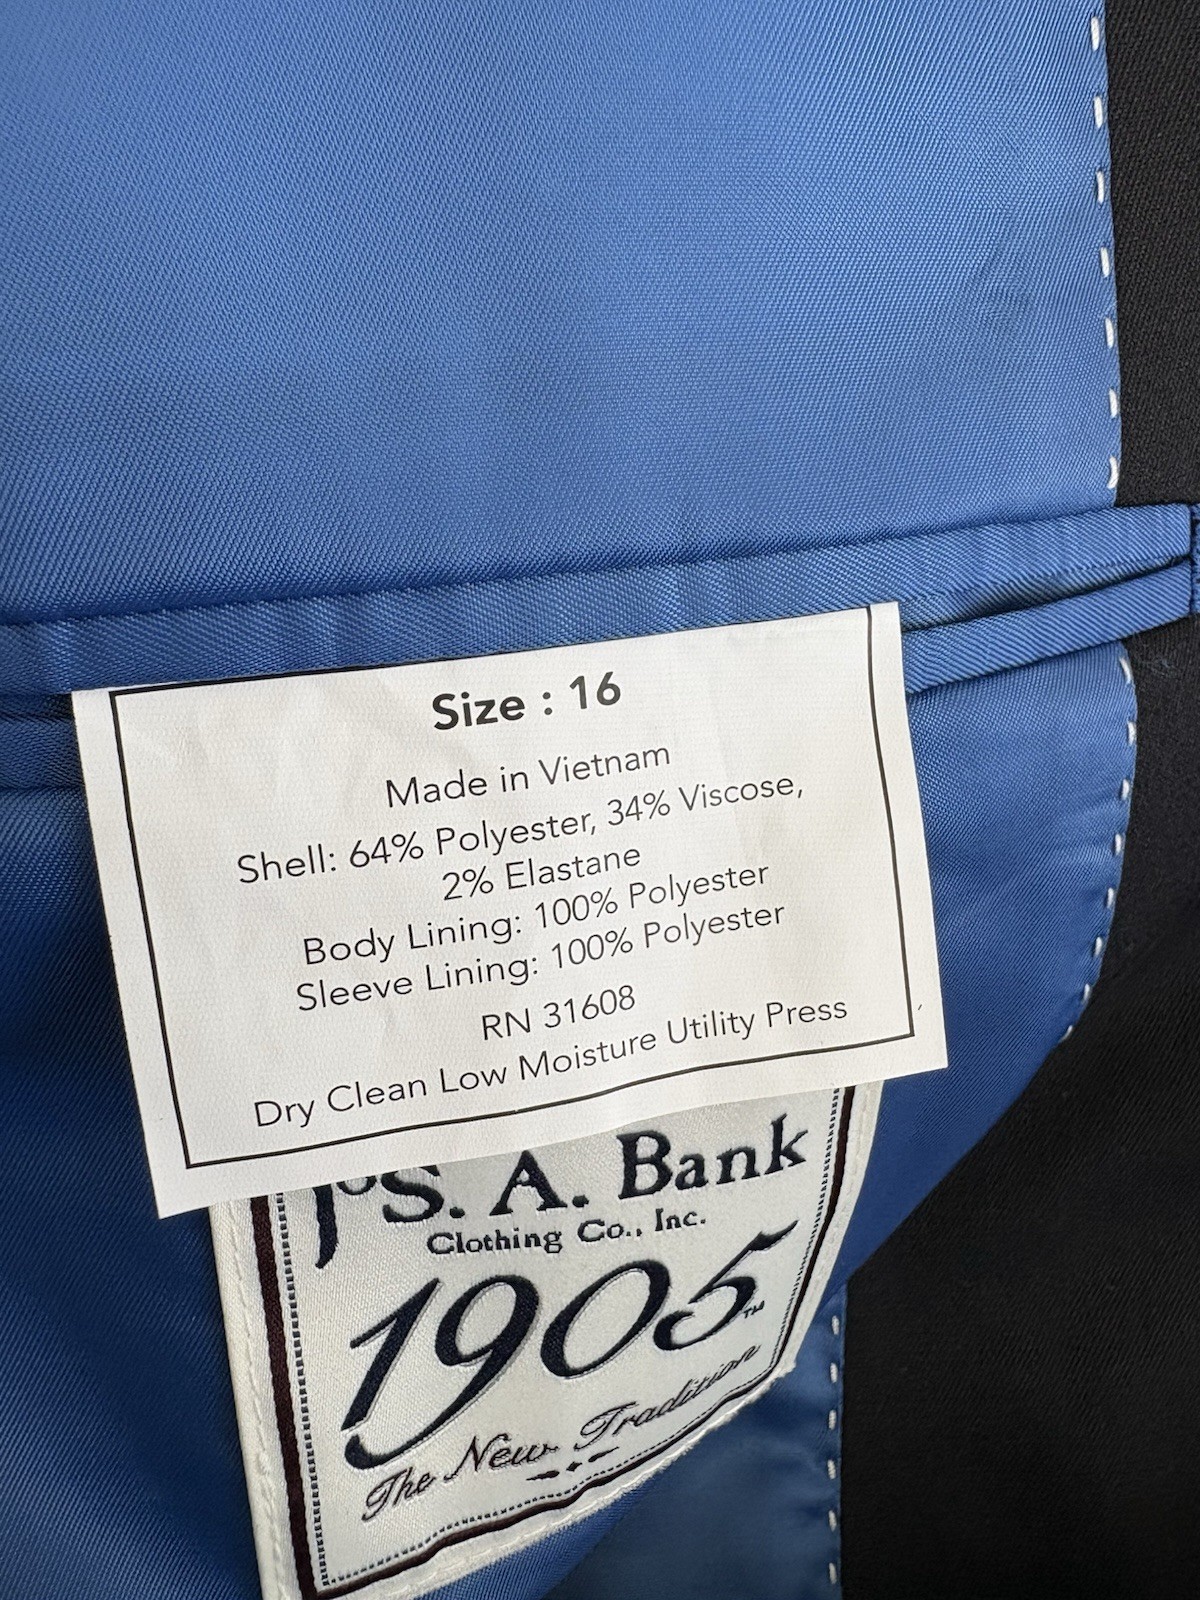 Size : 16
Made in Vietnam
Shell: 64% Polyester, 34% Viscose,
2% Elastane
Body Lining: 100% Polyester
Sleeve Lining: 100% Polyester
RN 31608
Dry Clean Low Moisture Utility Press
JoS. A. Bank
Clothing Co., Inc.
1905™
The New Tradition